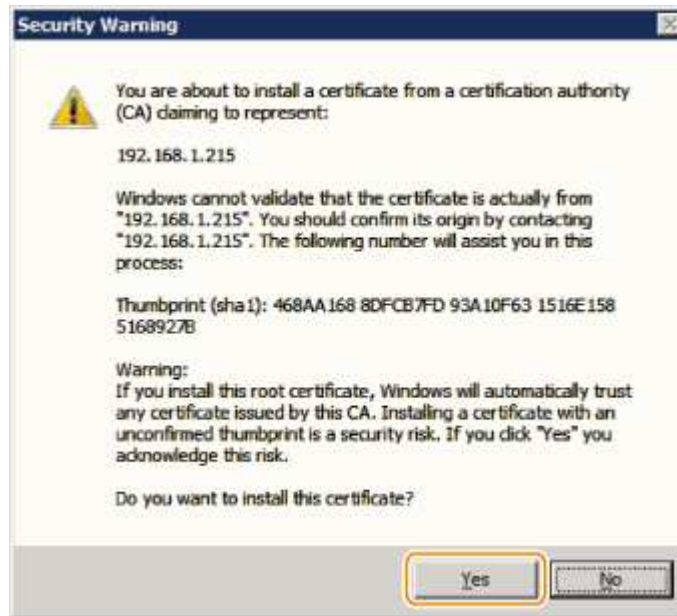 Security Warning
You are about to install a certificate from a certification authority
(CA) claiming to represent:
192.168.1.215
Windows cannot validate that the certificate is actually from
"192.168.1.215". You should confirm its origin by contacting
"192.168.1.215". The following number will assist you in this
process:
Thumbprint (sha1): 468AA168 8DFCB7FD 93A10F63 1516E158
5168927B
Warning:
If you install this root certificate, Windows will automatically trust
any certificate issued by this CA. Installing a certificate with an
unconfirmed thumbprint is a security risk. If you click "Yes" you
acknowledge this risk.
Do you want to install this certificate?
Yes No